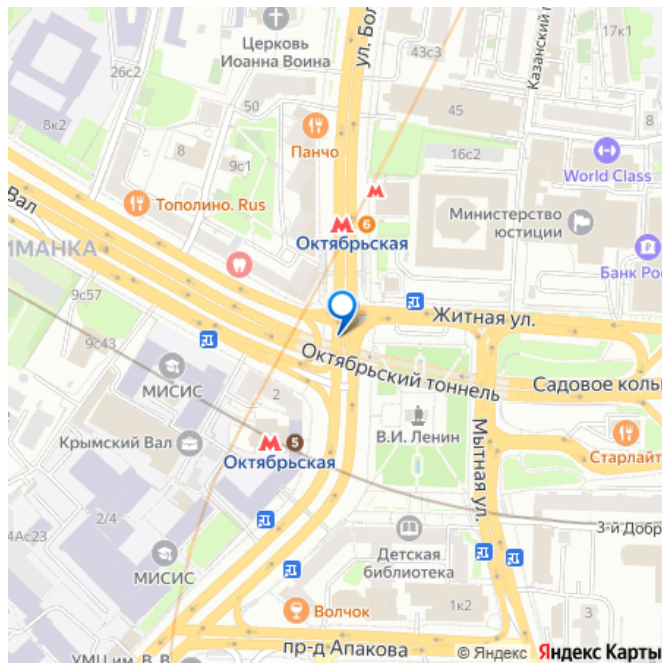 Церковь
Иоанна Воина
ул. Бол
43с3
Казанский п
17к1
26с2
8к2
50
45
8
8
9с1
Панчо
16с2
World Class
Тополино. Rus
Вал
ИМАНКА
6
Октябрьская
Министерство
юстиции
Банк Рос
9с57
Житная ул.
9с43
МИСИС
Октябрьский тоннель
Садовое коль
2
Крымский Вал
5
Октябрьская
В.И. Ленин
Мытная ул.
Старлайт
2/4
4Ас23
3-й Добр
МИСИС
Детская
библиотека
Волчок
1к2
3
пр-д Апакова
УМЦ им. В. В.
© Яндекс
Яндекс Карты